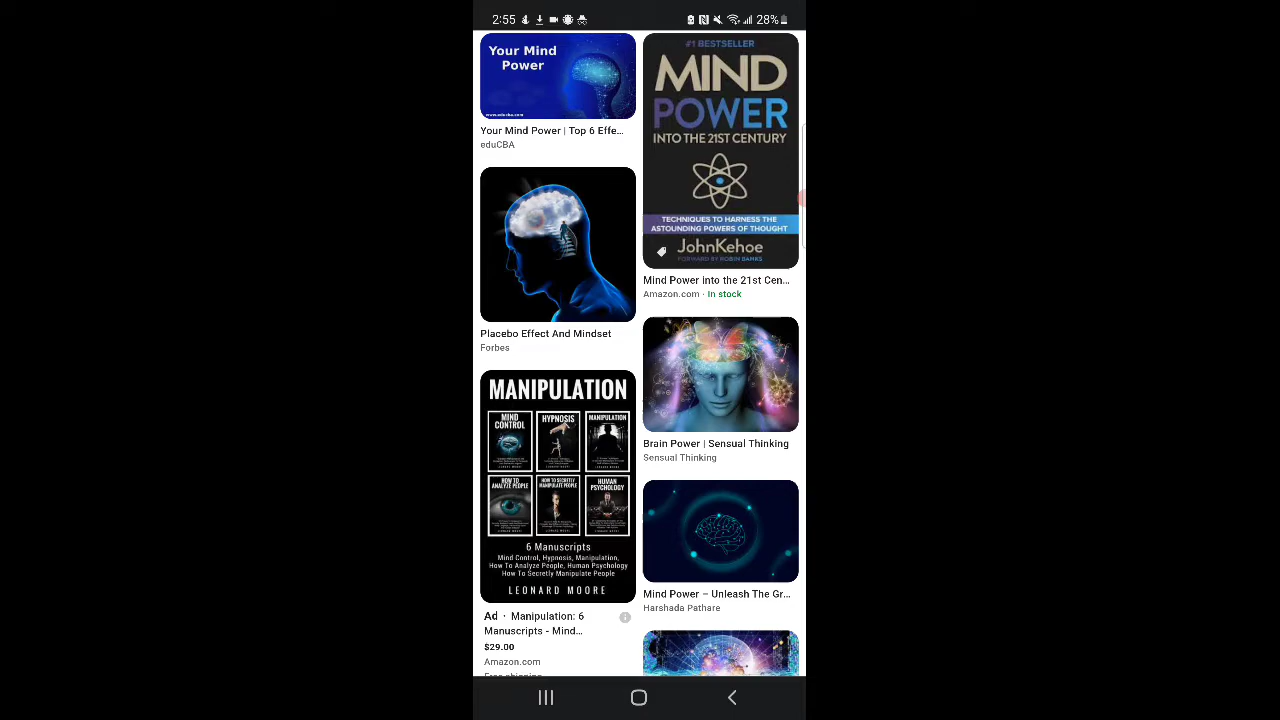 2:55
28%
Your Mind
Power
www.educba.com
Your Mind Power | Top 6 Effe...
eduCBA
Placebo Effect And Mindset
Forbes
MANIPULATION
MIND
CONTROL
HYPNOSIS
MANIPULATION
HOW TO
ANALYZE PEOPLE
HOW TO SECRETLY
MANIPULATE PEOPLE
HUMAN
PSYCHOLOGY
6 Manuscripts
Mind Control, Hypnosis, Manipulation,
How To Analyze People, Human Psychology
How To Secretly Manipulate People
LEONARD MOORE
Ad · Manipulation: 6
Manuscripts - Mind...
$29.00
Amazon.com
Free shipping
#1 BESTSELLER
MIND
POWER
INTO THE 21ST CENTURY
TECHNIQUES TO HARNESS THE
ASTOUNDING POWERS OF THOUGHT
JohnKehoe
FORWARD BY ROBIN BANKS
Mind Power into the 21st Cen...
Amazon.com · In stock
Brain Power | Sensual Thinking
Sensual Thinking
Mind Power – Unleash The Gr...
Harshada Pathare